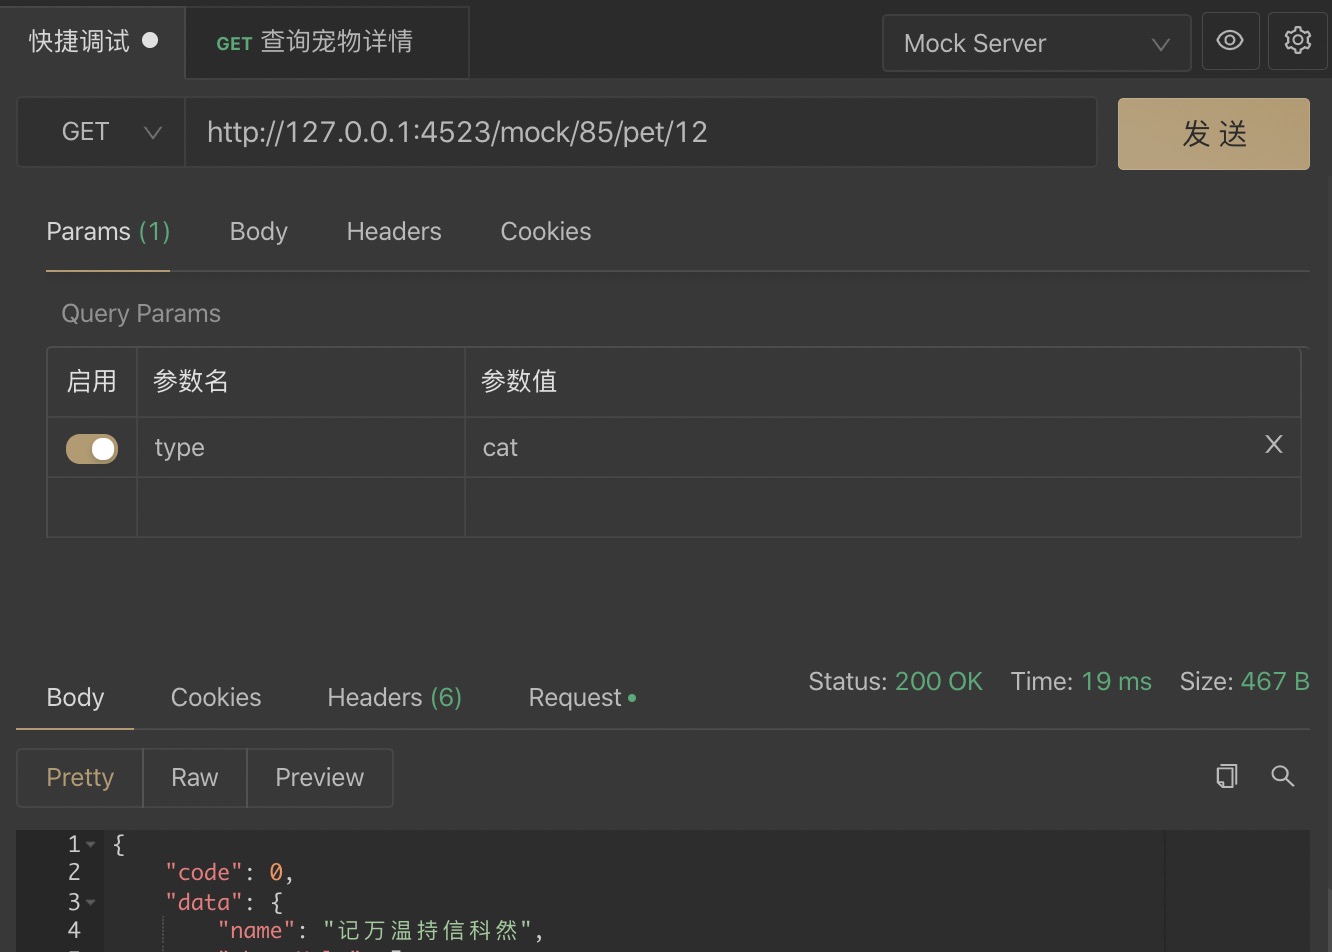 快捷调试 GET 查询宠物详情 Mock Server
GET http://127.0.0.1:4523/mock/85/pet/12 发 送
Params (1) Body Headers Cookies
Query Params
启用 参数名 参数值
type cat X
Body Cookies Headers (6) Request Status: 200 OK Time: 19 ms Size: 467 B
Pretty Raw Preview
1 {
2 "code": 0,
3 "data": {
4 "name": "记万温持信科然",